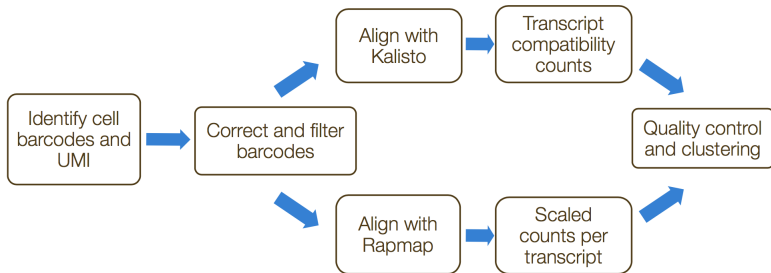 Identify cell
barcodes and
UMI
Correct and filter
barcodes
Align with
Kalisto
Transcript
compatibility
counts
Align with
Rapmap
Scaled
counts per
transcript
Quality control
and clustering